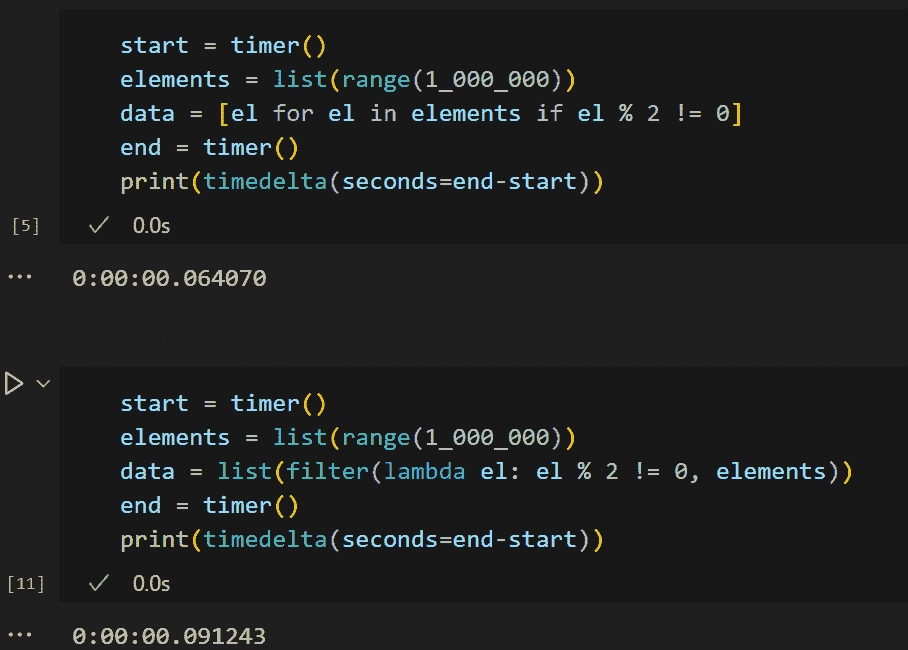 start = timer()
elements = list(range(1_000_000))
data = [el for el in elements if el % 2 != 0]
end = timer()
print(timedelta(seconds=end-start))
[5] 0.0s
... 0:00:00.064070
start = timer()
elements = list(range(1_000_000))
data = list(filter(lambda el: el % 2 != 0, elements))
end = timer()
print(timedelta(seconds=end-start))
[11] 0.0s
... 0:00:00.091243